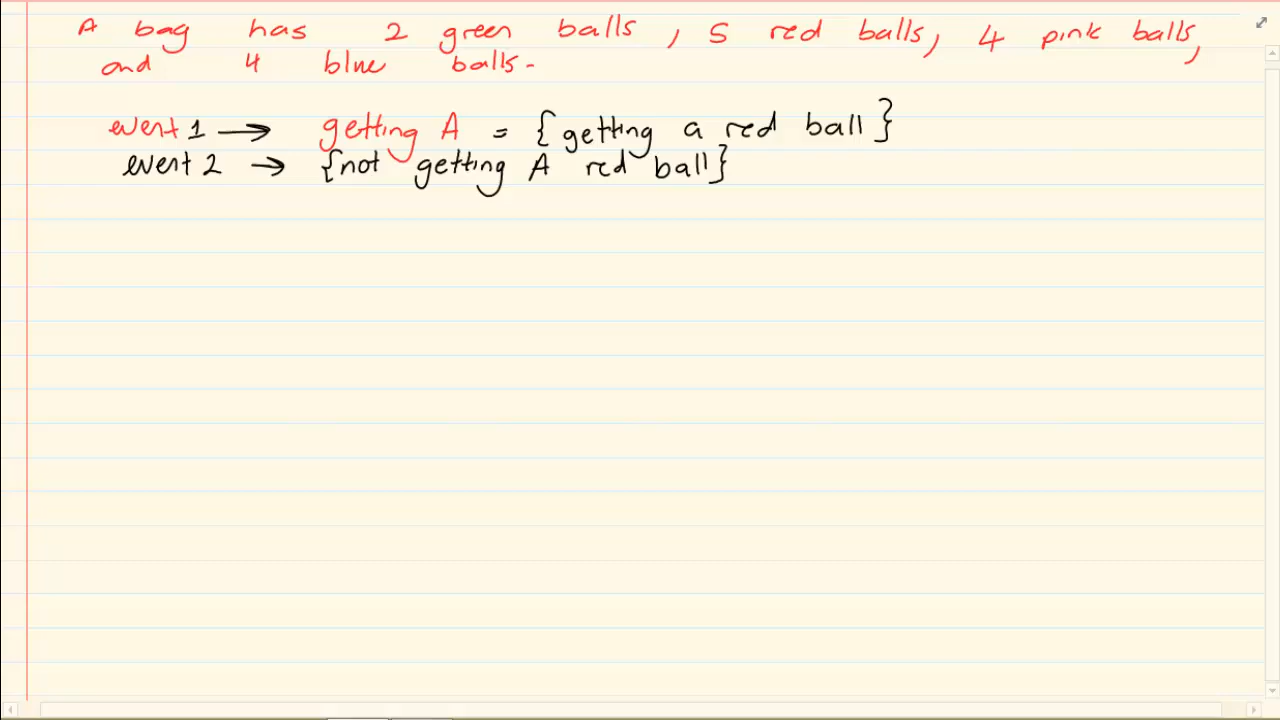 A bag has 2 green balls, 5 red balls, 4 pink balls,
and 4 blue balls.
event 1 → getting A = {getting a red ball}
event 2 → {not getting A red ball}